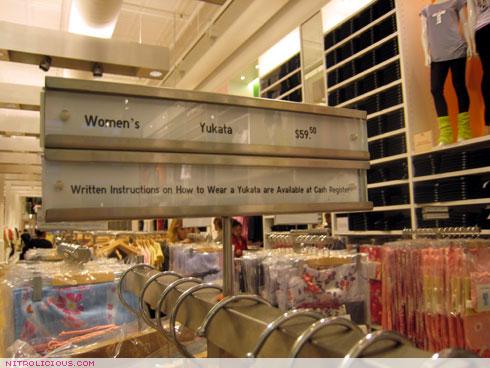 Women's Yukata $59.50
Written Instructions on How to Wear a Yukata are Available at Cash Register
NITROLICIOUS.COM